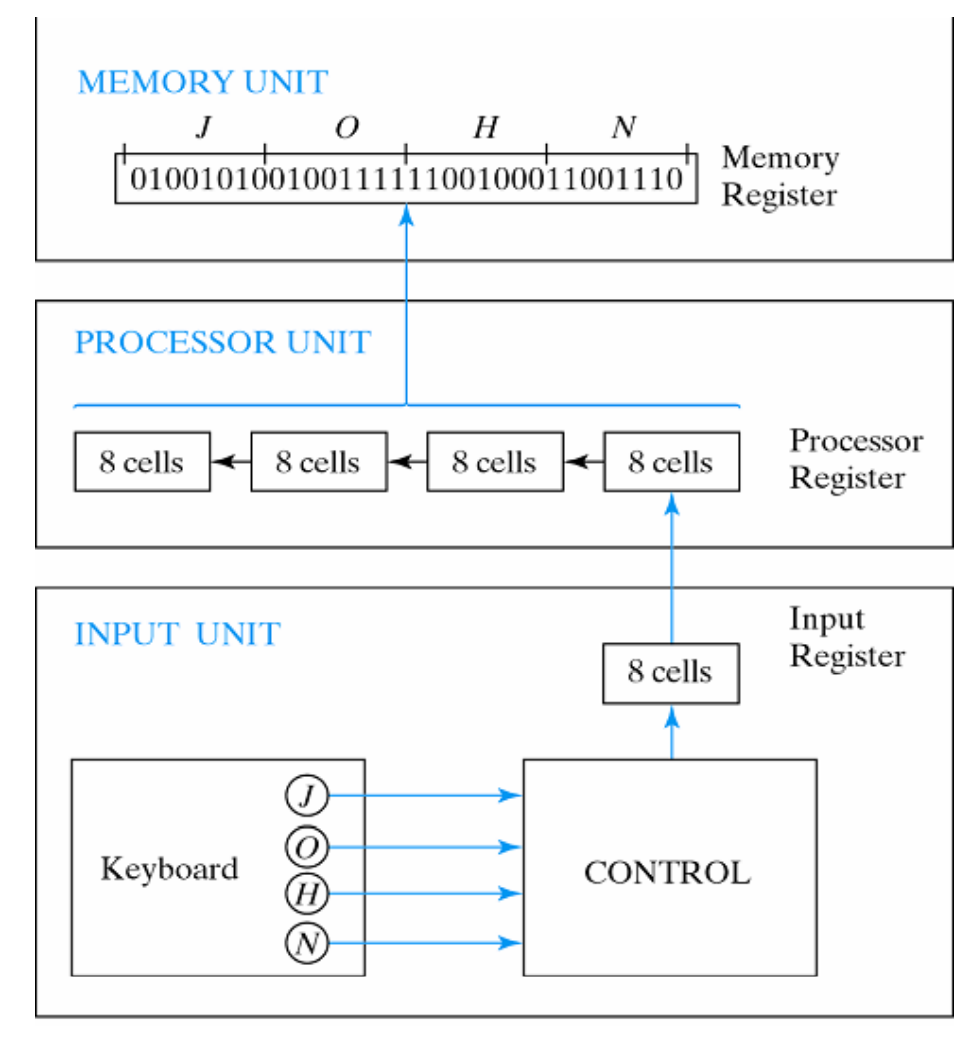 MEMORY UNIT
J O H N
01001010010011111100100011001110
Memory
Register
PROCESSOR UNIT
8 cells 8 cells 8 cells 8 cells
Processor
Register
INPUT UNIT
Input
Register
8 cells
J
O
Keyboard
CONTROL
H
N